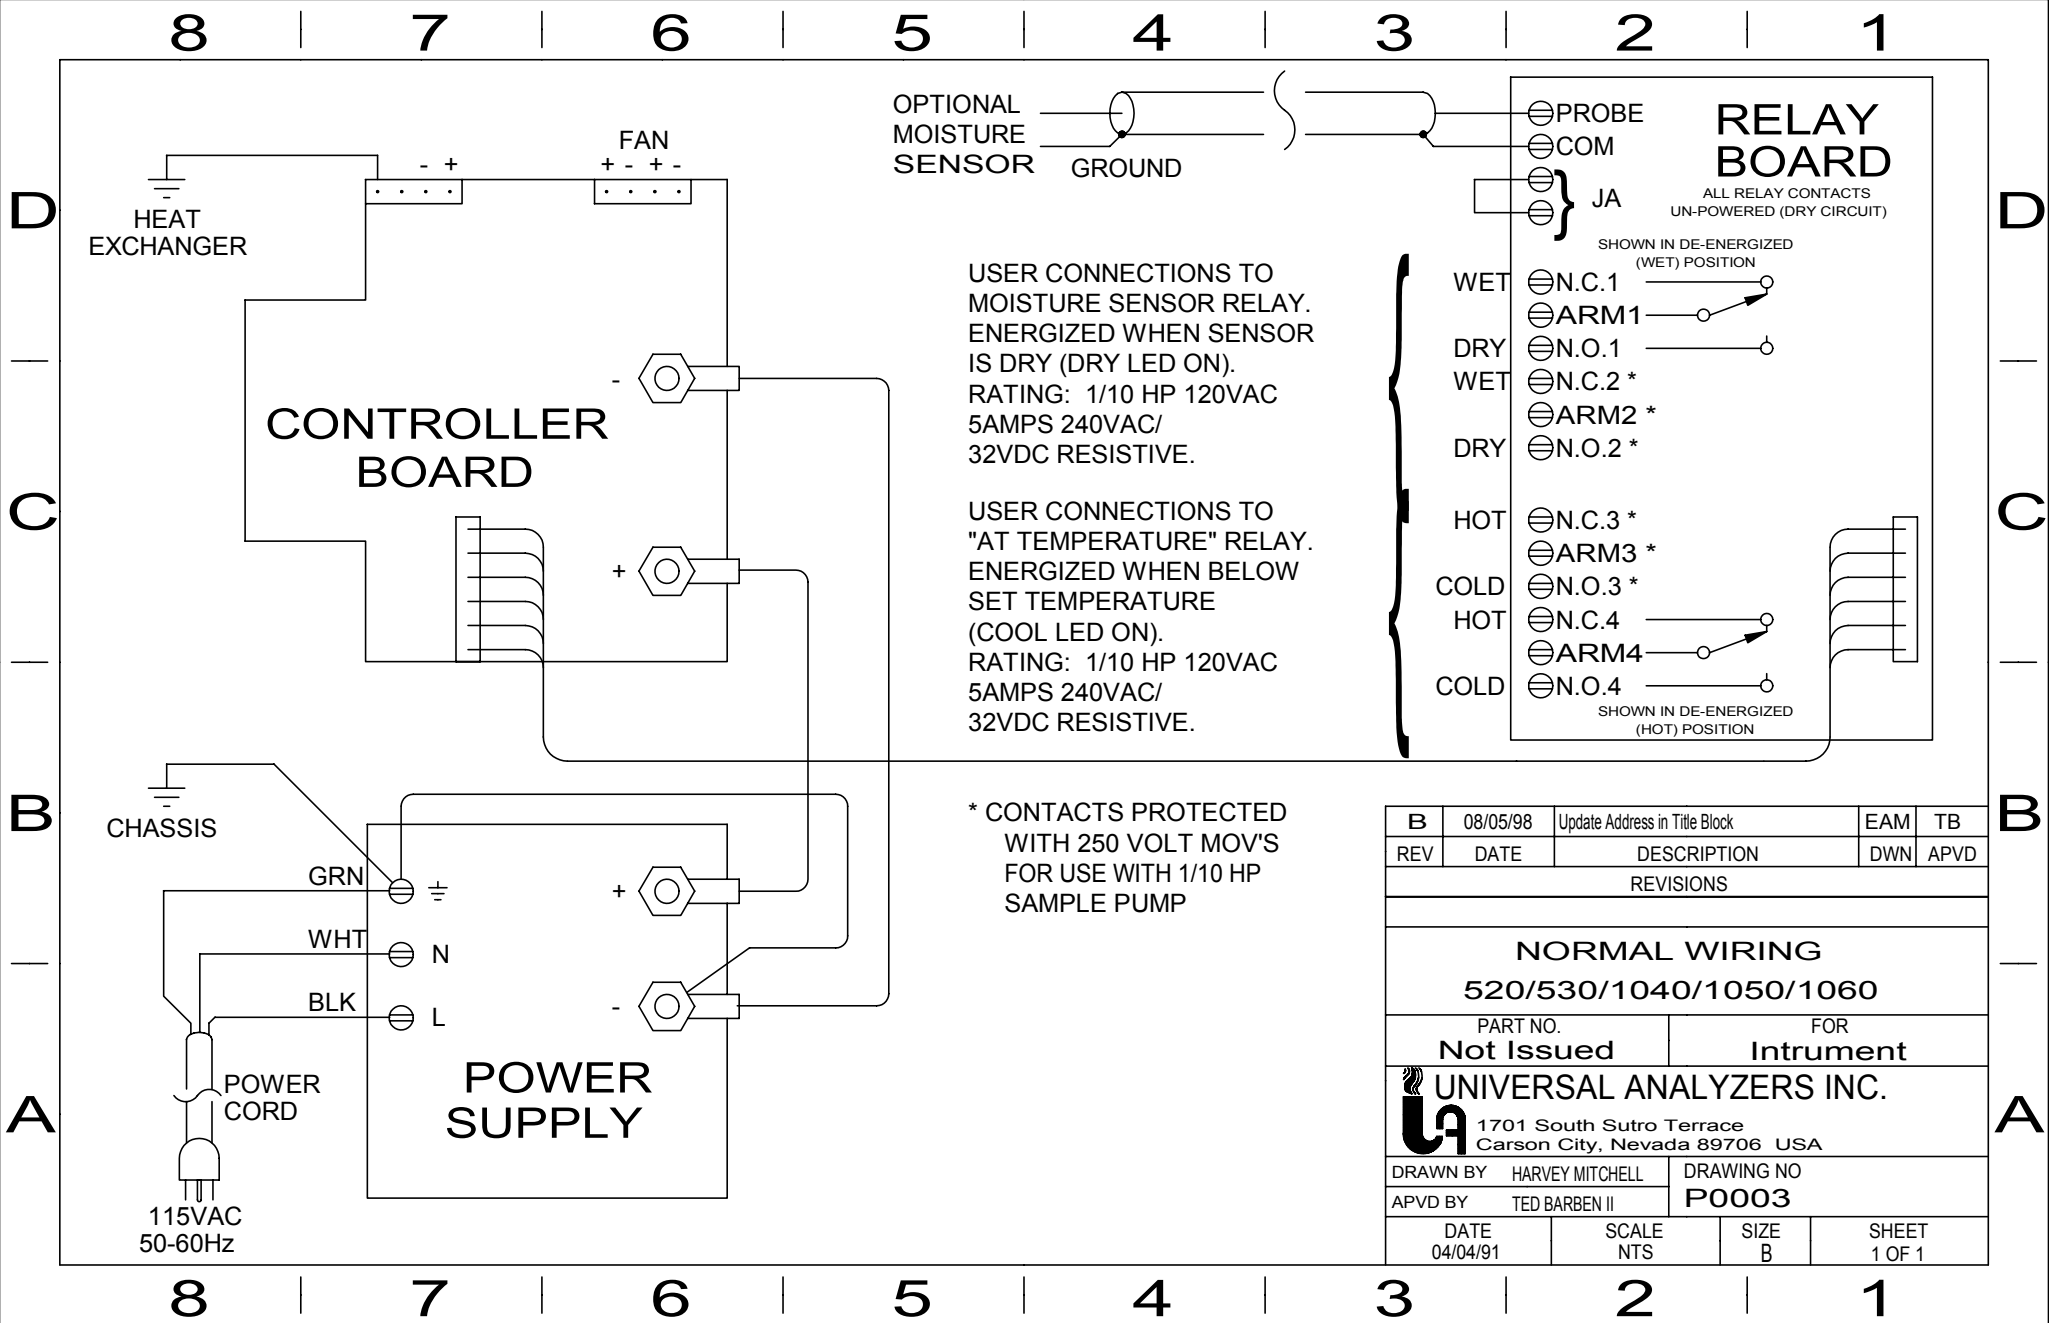 8 7 6 5 4 3 2 1
D
C
B
A
D
C
B
A
HEAT
EXCHANGER
- +
FAN
+ - + -
CONTROLLER
BOARD
-
+
OPTIONAL
MOISTURE
SENSOR
GROUND
PROBE
COM
JA
RELAY
BOARD
ALL RELAY CONTACTS
UN-POWERED (DRY CIRCUIT)
SHOWN IN DE-ENERGIZED
(WET) POSITION
USER CONNECTIONS TO
MOISTURE SENSOR RELAY.
ENERGIZED WHEN SENSOR
IS DRY (DRY LED ON).
RATING: 1/10 HP 120VAC
5AMPS 240VAC/
32VDC RESISTIVE.
WET N.C.1
ARM1
DRY N.O.1
WET N.C.2 *
ARM2 *
DRY N.O.2 *
USER CONNECTIONS TO
"AT TEMPERATURE" RELAY.
ENERGIZED WHEN BELOW
SET TEMPERATURE
(COOL LED ON).
RATING: 1/10 HP 120VAC
5AMPS 240VAC/
32VDC RESISTIVE.
HOT N.C.3 *
ARM3 *
COLD N.O.3 *
HOT N.C.4
ARM4
COLD N.O.4
SHOWN IN DE-ENERGIZED
(HOT) POSITION
* CONTACTS PROTECTED
WITH 250 VOLT MOV'S
FOR USE WITH 1/10 HP
SAMPLE PUMP
CHASSIS
GRN
WHT N
BLK L
+
-
POWER
SUPPLY
POWER
CORD
115VAC
50-60Hz
B 08/05/98 Update Address in Title Block EAM TB
REV DATE DESCRIPTION DWN APVD
REVISIONS
NORMAL WIRING
520/530/1040/1050/1060
PART NO. FOR
Not Issued Intrument
UNIVERSAL ANALYZERS INC.
1701 South Sutro Terrace
Carson City, Nevada 89706 USA
DRAWN BY HARVEY MITCHELL DRAWING NO
APVD BY TED BARBEN II P0003
DATE SCALE SIZE SHEET
04/04/91 NTS B 1 OF 1
8 7 6 5 4 3 2 1